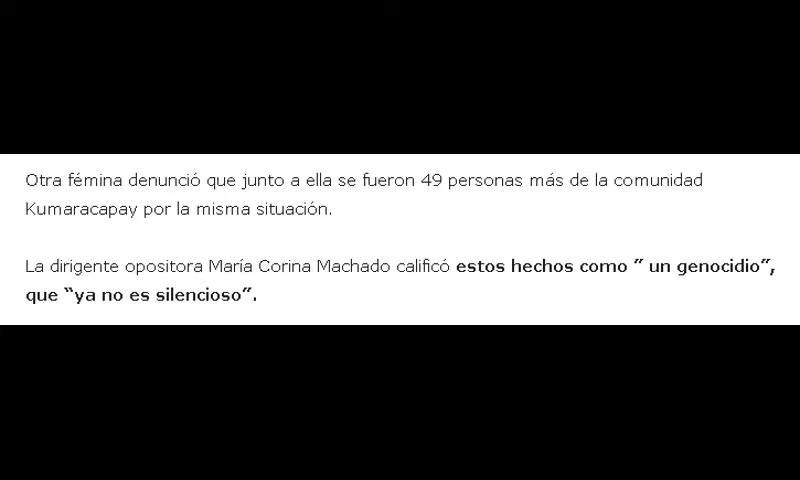 Otra fémina denunció que junto a ella se fueron 49 personas más de la comunidad
Kumaracapay por la misma situación.
La dirigente opositora María Corina Machado calificó estos hechos como ” un genocidio”,
que “ya no es silencioso”.